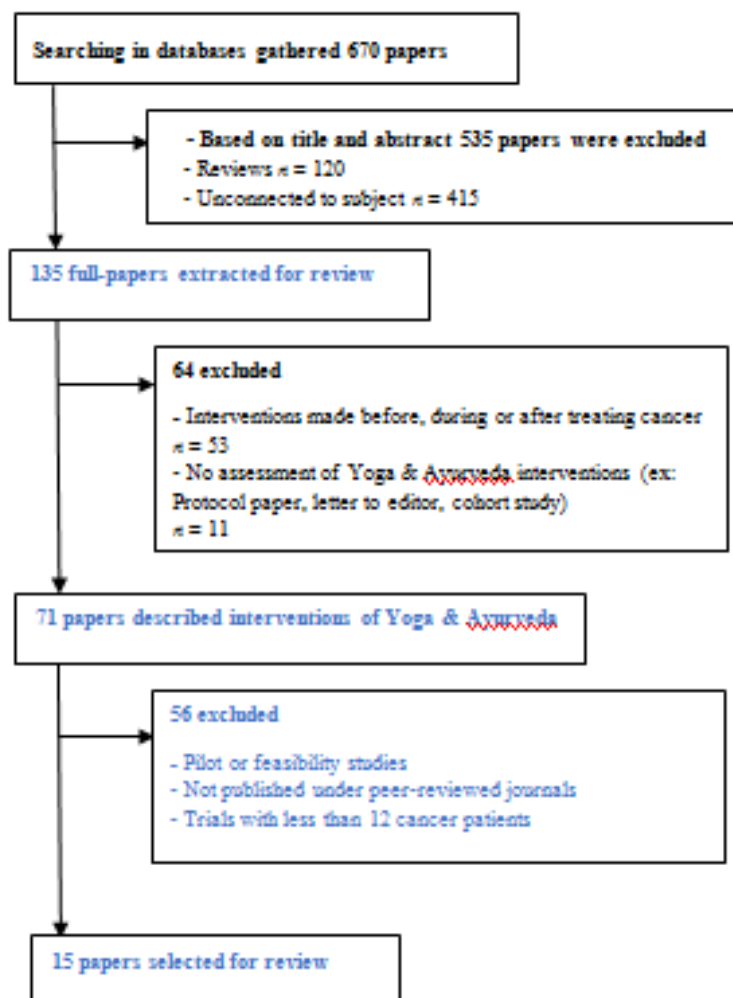 Searching in databases gathered 670 papers
- Based on title and abstract 535 papers were excluded
- Reviews n = 120
- Unconnected to subject n = 415
135 full-papers extracted for review
64 excluded
- Interventions made before, during or after treating cancer
n = 53
- No assessment of Yoga & Ayurveda interventions (ex:
Protocol paper, letter to editor, cohort study)
n = 11
71 papers described interventions of Yoga & Ayurveda
56 excluded
- Pilot or feasibility studies
- Not published under peer-reviewed journals
- Trials with less than 12 cancer patients
15 papers selected for review